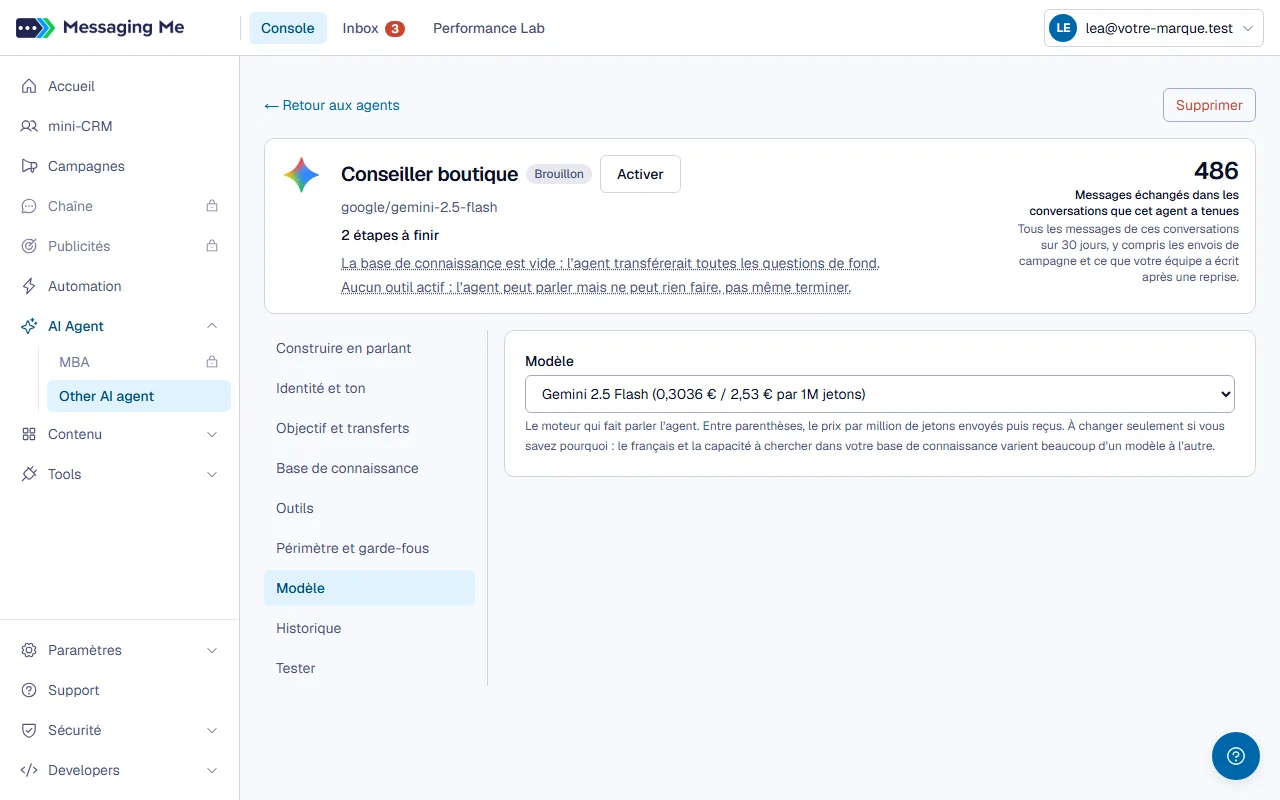 Messaging Me
Console
Inbox 3
Performance Lab
LE lea@votre-marque.test
Accueil
mini-CRM
Campagnes
Chaîne
Publicités
Automation
AI Agent
MBA
Other AI agent
Contenu
Tools
Paramètres
Support
Sécurité
Developers
← Retour aux agents
Supprimer
Conseiller boutique Brouillon Activer
google/gemini-2.5-flash
2 étapes à finir
La base de connaissance est vide : l'agent transférerait toutes les questions de fond.
Aucun outil actif : l'agent peut parler mais ne peut rien faire, pas même terminer.
486
Messages échangés dans les
conversations que cet agent a tenues
Tous les messages de ces conversations
sur 30 jours, y compris les envois de
campagne et ce que votre équipe a écrit
après une reprise.
Construire en parlant
Identité et ton
Objectif et transferts
Base de connaissance
Outils
Périmètre et garde-fous
Modèle
Historique
Tester
Modèle
Gemini 2.5 Flash (0,3036 € / 2,53 € par 1M jetons)
Le moteur qui fait parler l'agent. Entre parenthèses, le prix par million de jetons envoyés puis reçus. À changer seulement si vous
savez pourquoi : le français et la capacité à chercher dans votre base de connaissance varient beaucoup d'un modèle à l'autre.